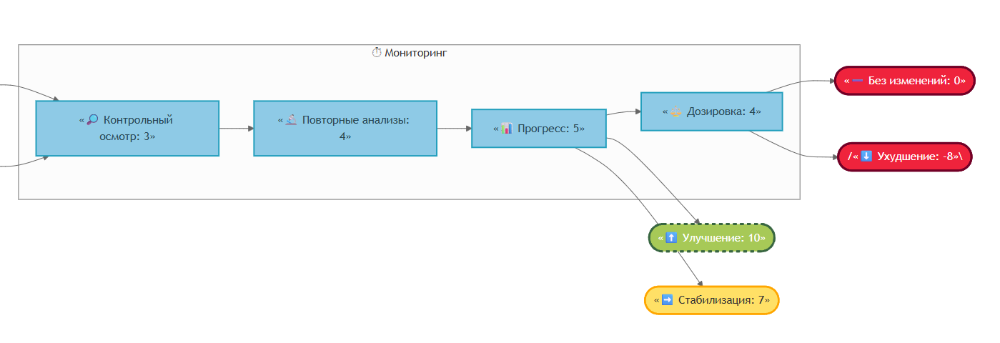 ⏱️ Мониторинг
«🔎 Контрольный
осмотр: 3»
«🔬 Повторные анализы:
4»
«📊 Прогресс: 5»
«⚖️ Дозировка: 4»
«➖ Без изменений: 0»
/«⬇️ Ухудшение: -8»\
«⬆️ Улучшение: 10»
«➡️ Стабилизация: 7»